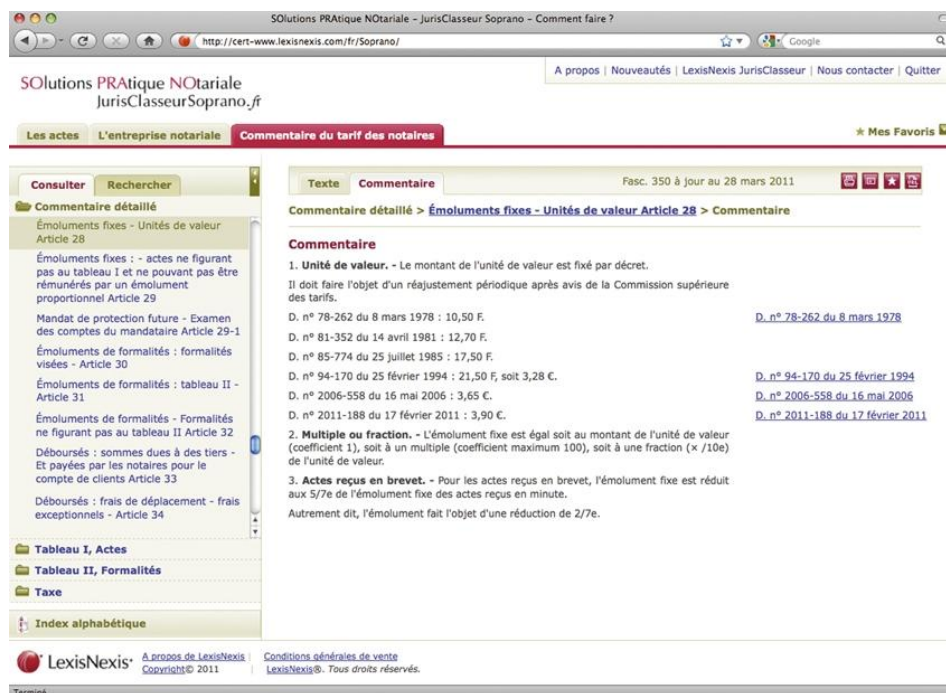 SOlutions PRAtique NOtariale – JurisClasseur Soprano – Comment faire ?
http://cert-www.lexisnexis.com/fr/Soprano/
Google
A propos | Nouveautés | LexisNexis JurisClasseur | Nous contacter | Quitter
SOlutions PRAtique NOtariale
JurisClasseurSoprano.fr
Les actes
L'entreprise notariale
Commentaire du tarif des notaires
Mes Favoris
Consulter
Rechercher
Commentaire détaillé
Émoluments fixes - Unités de valeur
Article 28
Émoluments fixes : - actes ne figurant
pas au tableau I et ne pouvant pas être
rémunérés par un émolument
proportionnel Article 29
Mandat de protection future - Examen
des comptes du mandataire Article 29-1
Émoluments de formalités : formalités
visées - Article 30
Émoluments de formalités : tableau II -
Article 31
Émoluments de formalités - Formalités
ne figurant pas au tableau II Article 32
Déboursés : sommes dues à des tiers -
Et payées par les notaires pour le
compte de clients Article 33
Déboursés : frais de déplacement - frais
exceptionnels - Article 34
Tableau I, Actes
Tableau II, Formalités
Taxe
Index alphabétique
Texte
Commentaire
Fasc. 350 à jour au 28 mars 2011
Commentaire détaillé > Émoluments fixes - Unités de valeur Article 28 > Commentaire
Commentaire
1. Unité de valeur. - Le montant de l'unité de valeur est fixé par décret.
Il doit faire l'objet d'un réajustement périodique après avis de la Commission supérieure
des tarifs.
D. nº 78-262 du 8 mars 1978 : 10,50 F.
D. nº 78-262 du 8 mars 1978
D. nº 81-352 du 14 avril 1981 : 12,70 F.
D. nº 85-774 du 25 juillet 1985 : 17,50 F.
D. nº 94-170 du 25 février 1994 : 21,50 F, soit 3,28 €.
D. nº 94-170 du 25 février 1994
D. nº 2006-558 du 16 mai 2006 : 3,65 €.
D. nº 2006-558 du 16 mai 2006
D. nº 2011-188 du 17 février 2011 : 3,90 €.
D. nº 2011-188 du 17 février 2011
2. Multiple ou fraction. - L'émolument fixe est égal soit au montant de l'unité de valeur
(coefficient 1), soit à un multiple (coefficient maximum 100), soit à une fraction (× /10e)
de l'unité de valeur.
3. Actes reçus en brevet. - Pour les actes reçus en brevet, l'émolument fixe est réduit
aux 5/7e de l'émolument fixe des actes reçus en minute.
Autrement dit, l'émolument fait l'objet d'une réduction de 2/7e.
LexisNexis
A propos de LexisNexis
Copyright© 2011
Conditions générales de vente
LexisNexis®. Tous droits réservés.
Terminé